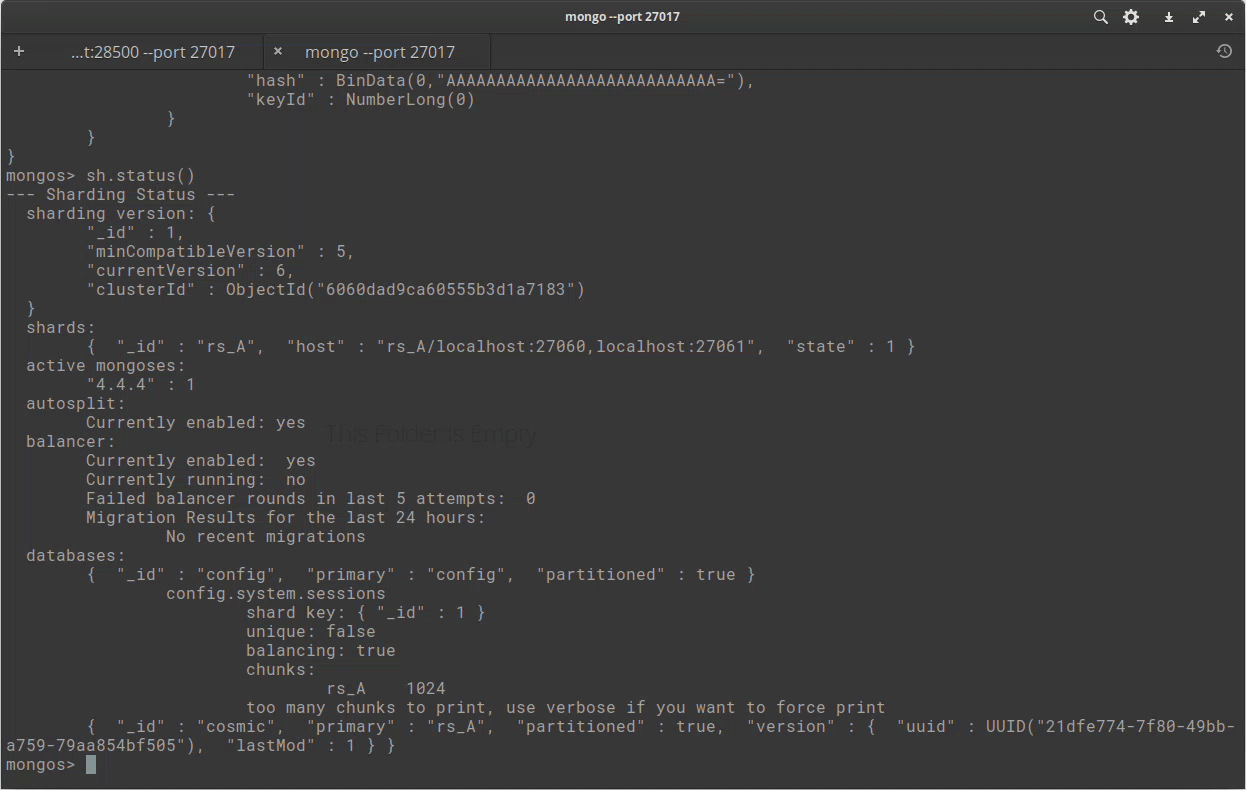 mongo --port 27017
+ ...t:28500 --port 27017 × mongo --port 27017
"hash" : BinData(0,"AAAAAAAAAAAAAAAAAAAAAAAAAAA="),
"keyId" : NumberLong(0)
}
}
}
mongos> sh.status()
--- Sharding Status ---
sharding version: {
"_id" : 1,
"minCompatibleVersion" : 5,
"currentVersion" : 6,
"clusterId" : ObjectId("6060dad9ca60555b3d1a7183")
}
shards:
{ "_id" : "rs_A", "host" : "rs_A/localhost:27060,localhost:27061", "state" : 1 }
active mongoses:
"4.4.4" : 1
autosplit:
Currently enabled: yes
This Folder Is Empty
balancer:
Currently enabled: yes
Currently running: no
Failed balancer rounds in last 5 attempts: 0
Migration Results for the last 24 hours:
No recent migrations
databases:
{ "_id" : "config", "primary" : "config", "partitioned" : true }
config.system.sessions
shard key: { "_id" : 1 }
unique: false
balancing: true
chunks:
rs_A 1024
too many chunks to print, use verbose if you want to force print
{ "_id" : "cosmic", "primary" : "rs_A", "partitioned" : true, "version" : { "uuid" : UUID("21dfe774-7f80-49bb-
a759-79aa854bf505"), "lastMod" : 1 } }
mongos>